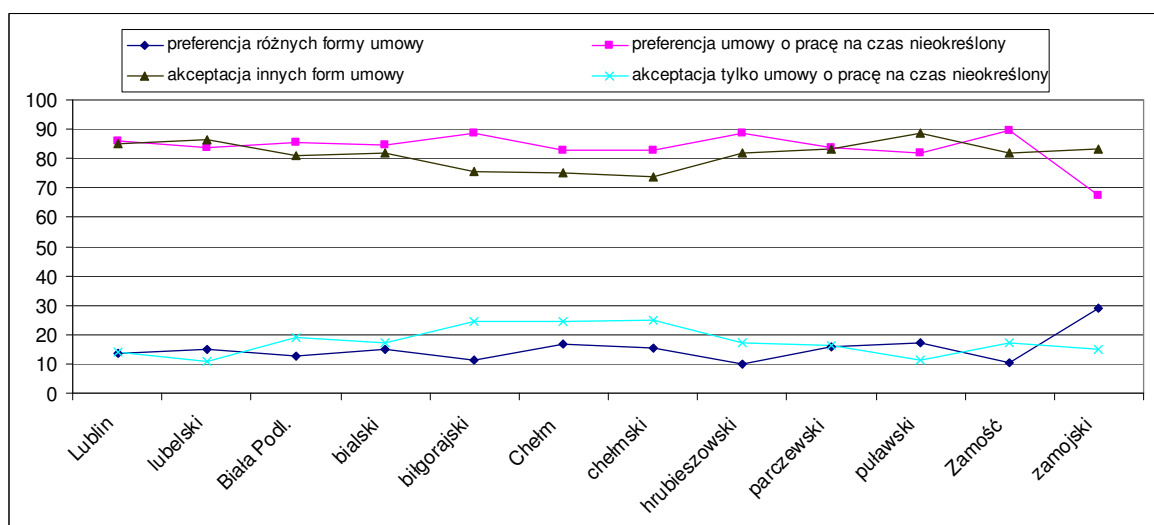 preferencja różnych formy umowy
preferencja umowy o pracę na czas nieokreślony
akceptacja innych form umowy
akceptacja tylko umowy o pracę na czas nieokreślony
100
90
80
70
60
50
40
30
20
10
0
Lublin
lubelski
Biała Podl.
bialski
biłgorajski
Chełm
chełmski
hrubieszowski
parczewski
puławski
Zamość
zamojski